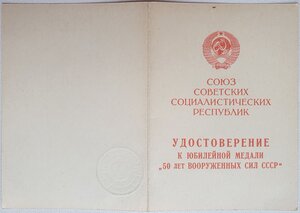 СОЮЗ
СОВЕТСКИХ
СОЦИАЛИСТИЧЕСКИХ
РЕСПУБЛИК
УДОСТОВЕРЕНИЕ
К ЮБИЛЕЙНОЙ МЕДАЛИ
„50 ЛЕТ ВООРУЖЕННЫХ СИЛ СССР“